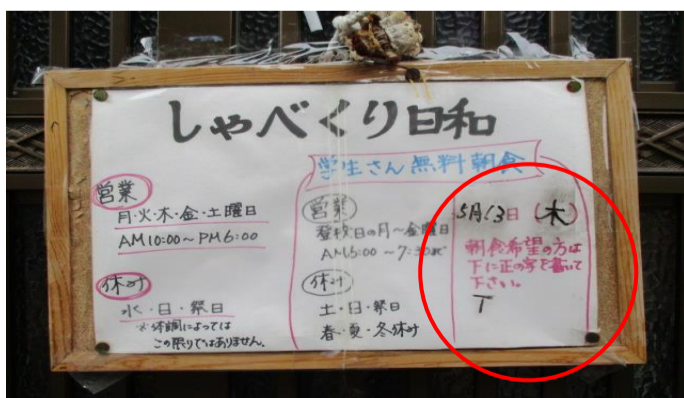 しゃべくり日和
学生さん無料朝食
営業
月・火・木・金・土曜日
AM10:00～PM6:00
休み
水・日・祭日
※体調によっては
この限りではありません。
営業
登校日の月～金曜日
AM6:00～7:30まで
休み
土・日・祭日
春・夏・冬休み
5月13日(木)
朝食希望の方は
下に正の字を書いて
下さい。
T